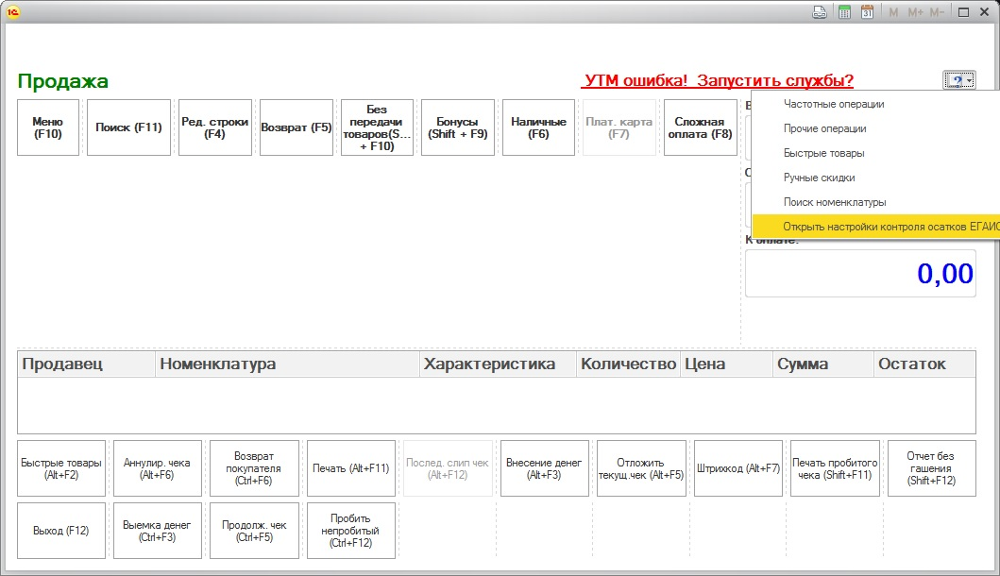 1С
31 M M+ M-
Продажа
УТМ ошибка! Запустить службы?
?
Меню
(F10)
Поиск (F11)
Ред. строки
(F4)
Возврат (F5)
Без
передачи
товаров(S...
+ F10)
Бонусы
(Shift + F9)
Наличные
(F6)
Плат. карта
(F7)
Сложная
оплата (F8)
Частотные операции
Прочие операции
Быстрые товары
Ручные скидки
Поиск номенклатуры
Открыть настройки контроля осатков ЕГАИС
К оплате:
0,00
Продавец Номенклатура Характеристика Количество Цена Сумма Остаток
Быстрые товары
(Alt+F2)
Аннулир. чека
(Alt+F6)
Возврат
покупателя
(Ctrl+F6)
Печать (Alt+F11)
Послед. слип чек
(Alt+F12)
Внесение денег
(Alt+F3)
Отложить
текущ.чек (Alt+F5)
Штрихкод (Alt+F7)
Печать пробитого
чека (Shift+F11)
Отчет без
гашения
(Shift+F12)
Выход (F12)
Выемка денег
(Ctrl+F3)
Продолж. чек
(Ctrl+F5)
Пробить
непробитый
(Ctrl+F12)